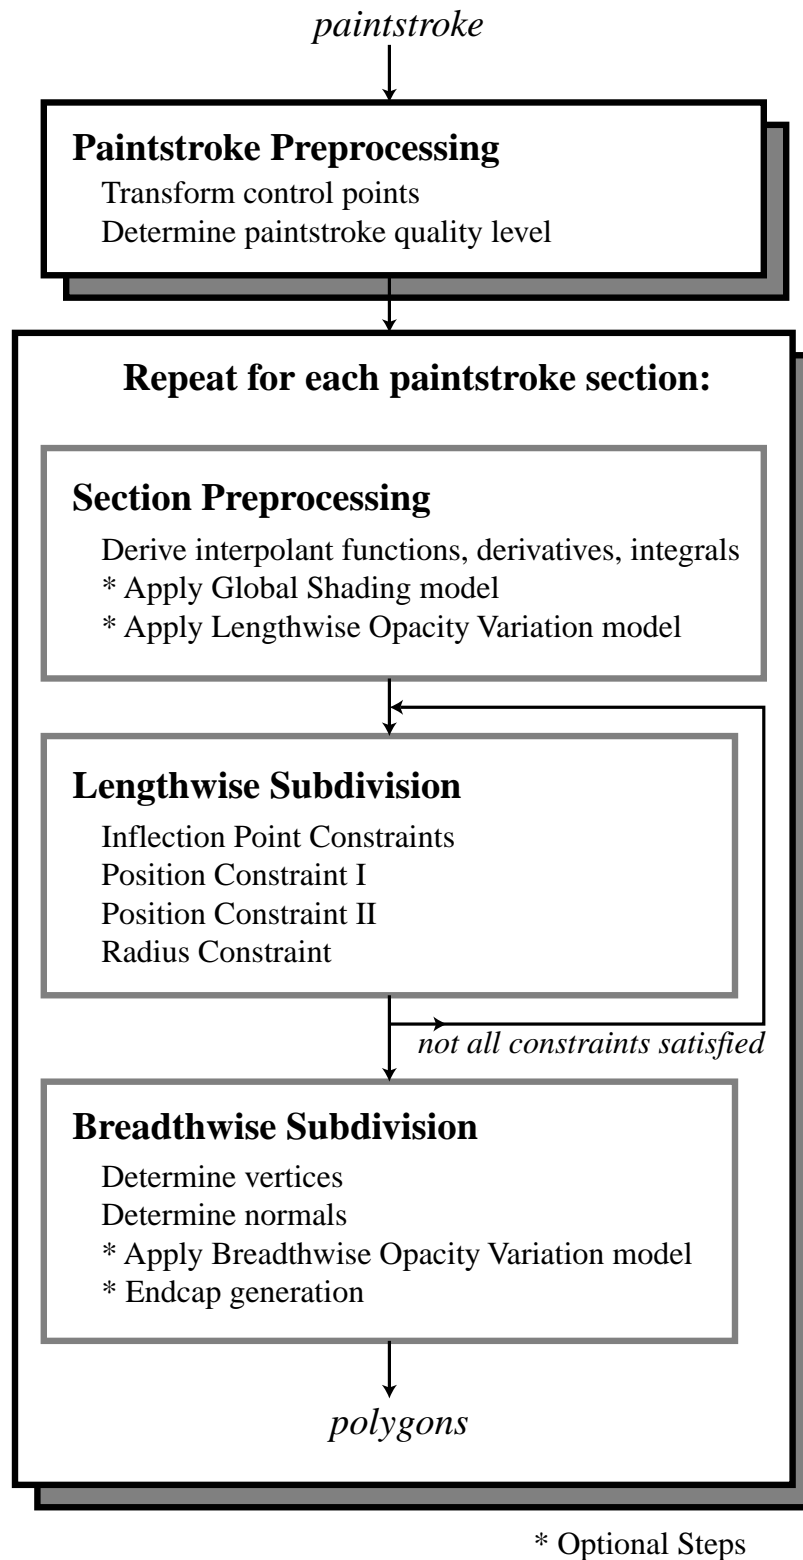 paintstroke
Paintstroke Preprocessing
Transform control points
Determine paintstroke quality level
Repeat for each paintstroke section:
Section Preprocessing
Derive interpolant functions, derivatives, integrals
* Apply Global Shading model
* Apply Lengthwise Opacity Variation model
Lengthwise Subdivision
Inflection Point Constraints
Position Constraint I
Position Constraint II
Radius Constraint
not all constraints satisfied
Breadthwise Subdivision
Determine vertices
Determine normals
* Apply Breadthwise Opacity Variation model
* Endcap generation
polygons
* Optional Steps